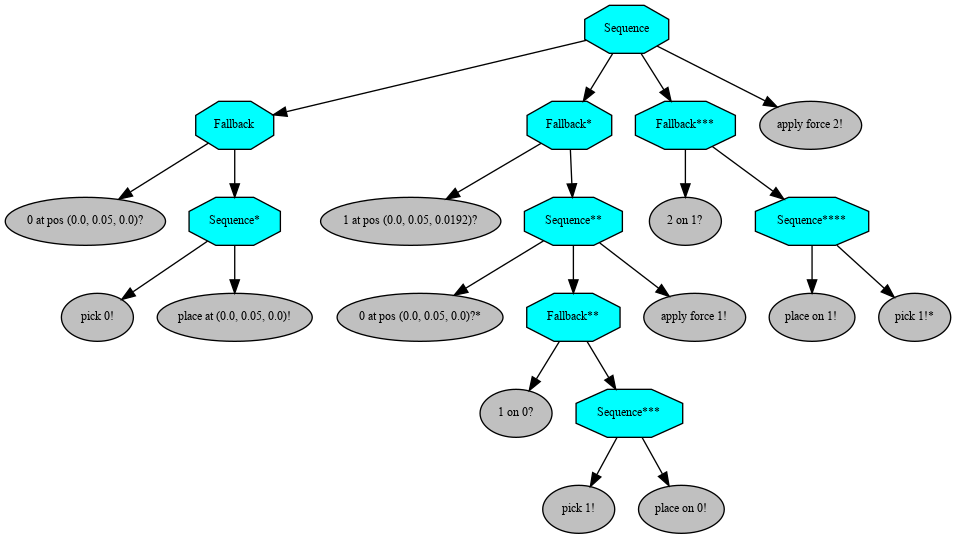 Sequence
Fallback
Fallback*
Fallback***
apply force 2!
0 at pos (0.0, 0.05, 0.0)?
Sequence*
1 at pos (0.0, 0.05, 0.0192)?
Sequence**
2 on 1?
Sequence****
pick 0!
place at (0.0, 0.05, 0.0)!
0 at pos (0.0, 0.05, 0.0)?*
Fallback**
apply force 1!
place on 1!
pick 1!*
1 on 0?
Sequence***
pick 1!
place on 0!